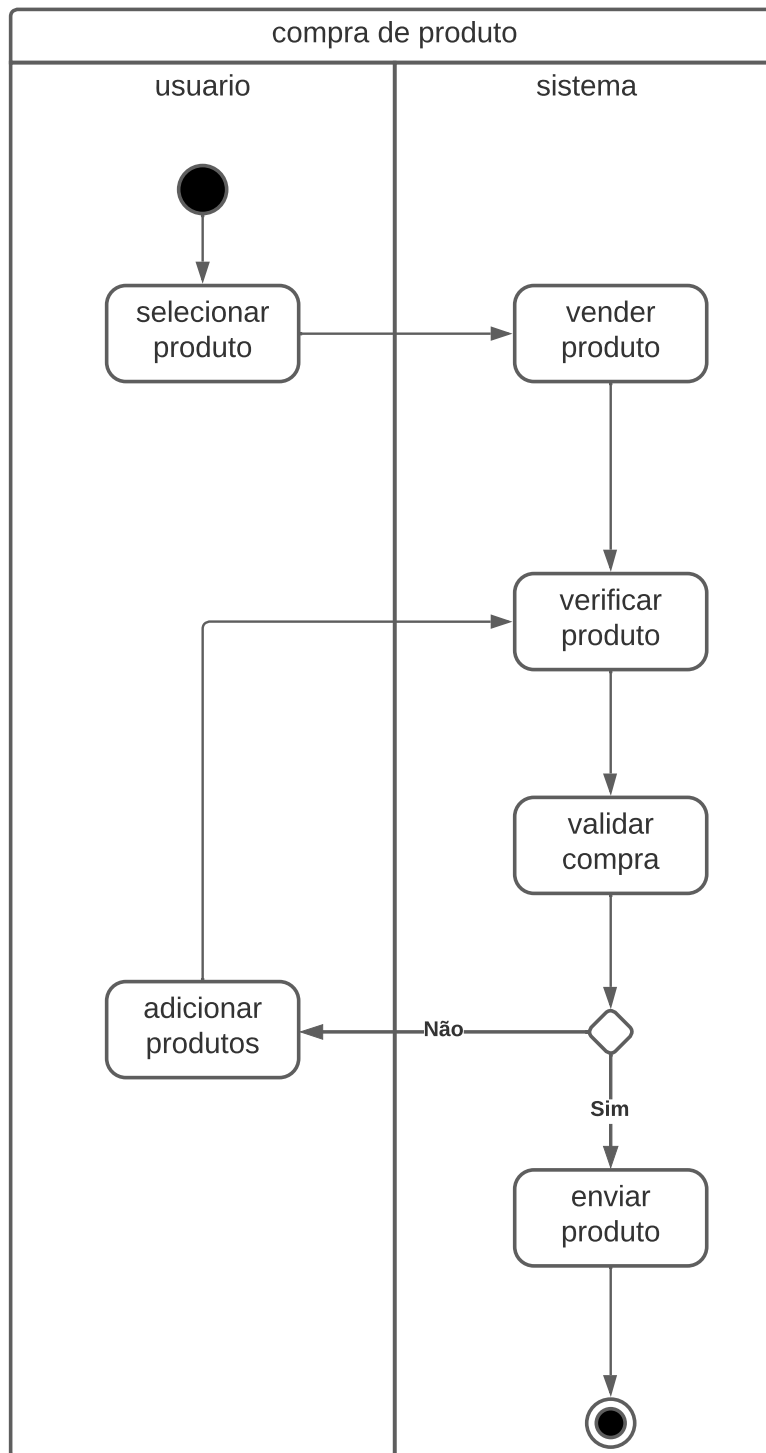 compra de produto
usuario
sistema
selecionar
produto
vender
produto
verificar
produto
validar
compra
adicionar
produtos
Não
Sim
enviar
produto